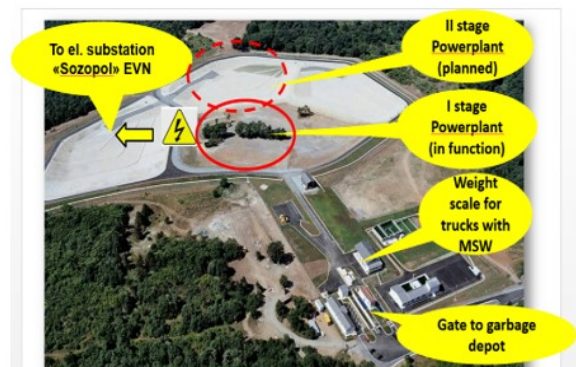 To el. substation
«Sozopol» EVN
II stage
Powerplant
(planned)
I stage
Powerplant
(in function)
Weight
scale for
trucks with
MSW
Gate to garbage
depot